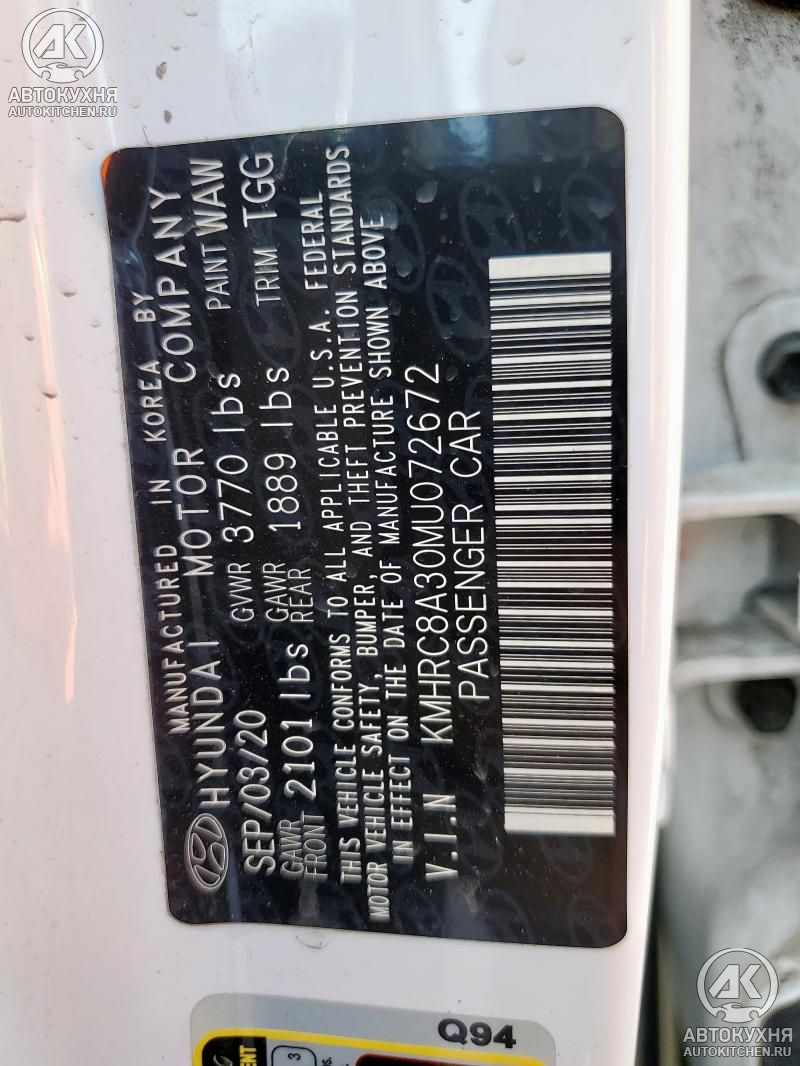 АВТОКУХНЯ
AUTOKITCHEN.RU
MANUFACTURED IN KOREA BY
HYUNDAI MOTOR COMPANY
SEP/03/20 GVWR 3770 lbs PAINT WAW
GAWR FRONT 2101 lbs GAWR REAR 1889 lbs TRIM TGG
THIS VEHICLE CONFORMS TO ALL APPLICABLE U.S.A. FEDERAL
MOTOR VEHICLE SAFETY, BUMPER, AND THEFT PREVENTION STANDARDS
IN EFFECT ON THE DATE OF MANUFACTURE SHOWN ABOVE
V.I.N KMHRC8A30MU072672
PASSENGER CAR
Q94
3
АВТОКУХНЯ
AUTOKITCHEN.RU